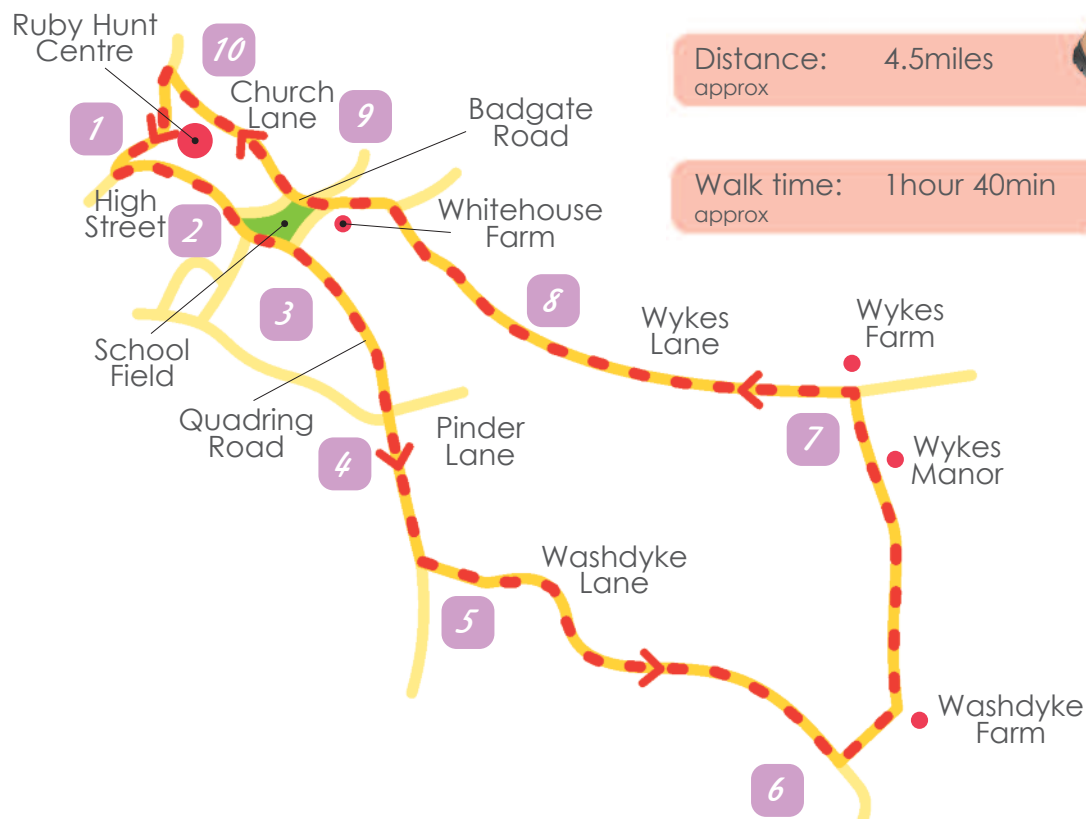 Ruby Hunt
Centre
10
Church
Lane
9
Badgate
Road
1
High
Street
2
Whitehouse
Farm
Distance: 4.5miles
approx
Walk time: 1hour 40min
approx
3
8
School
Field
Wykes
Lane
Wykes
Farm
Quadring
Road
4
Pinder
Lane
7
Wykes
Manor
Washdyke
Lane
5
Washdyke
Farm
6